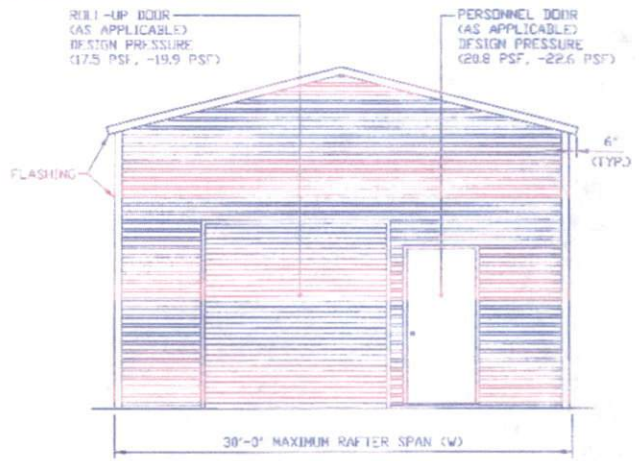 ROLL-UP DOOR
(AS APPLICABLE)
DESIGN PRESSURE
(17.5 PSF, -19.9 PSF)
PERSONNEL DOOR
(AS APPLICABLE)
DESIGN PRESSURE
(20.8 PSF, -22.6 PSF)
6"
(TYP.)
FLASHING
30'-0" MAXIMUM RAFTER SPAN (W)